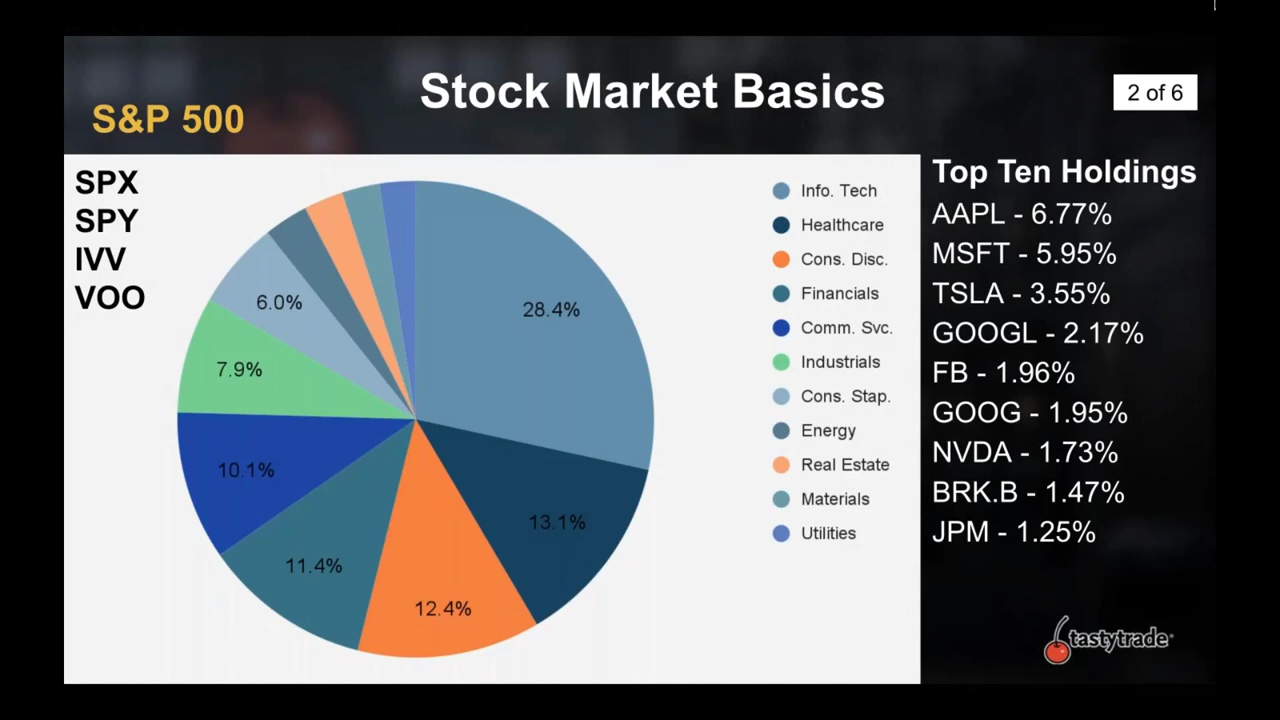 Stock Market Basics
S&P 500
2 of 6
SPX
SPY
IVV
VOO
28.4%
13.1%
12.4%
11.4%
10.1%
7.9%
6.0%
Info. Tech
Healthcare
Cons. Disc.
Financials
Comm. Svc.
Industrials
Cons. Stap.
Energy
Real Estate
Materials
Utilities
Top Ten Holdings
AAPL - 6.77%
MSFT - 5.95%
TSLA - 3.55%
GOOGL - 2.17%
FB - 1.96%
GOOG - 1.95%
NVDA - 1.73%
BRK.B - 1.47%
JPM - 1.25%
tastytrade